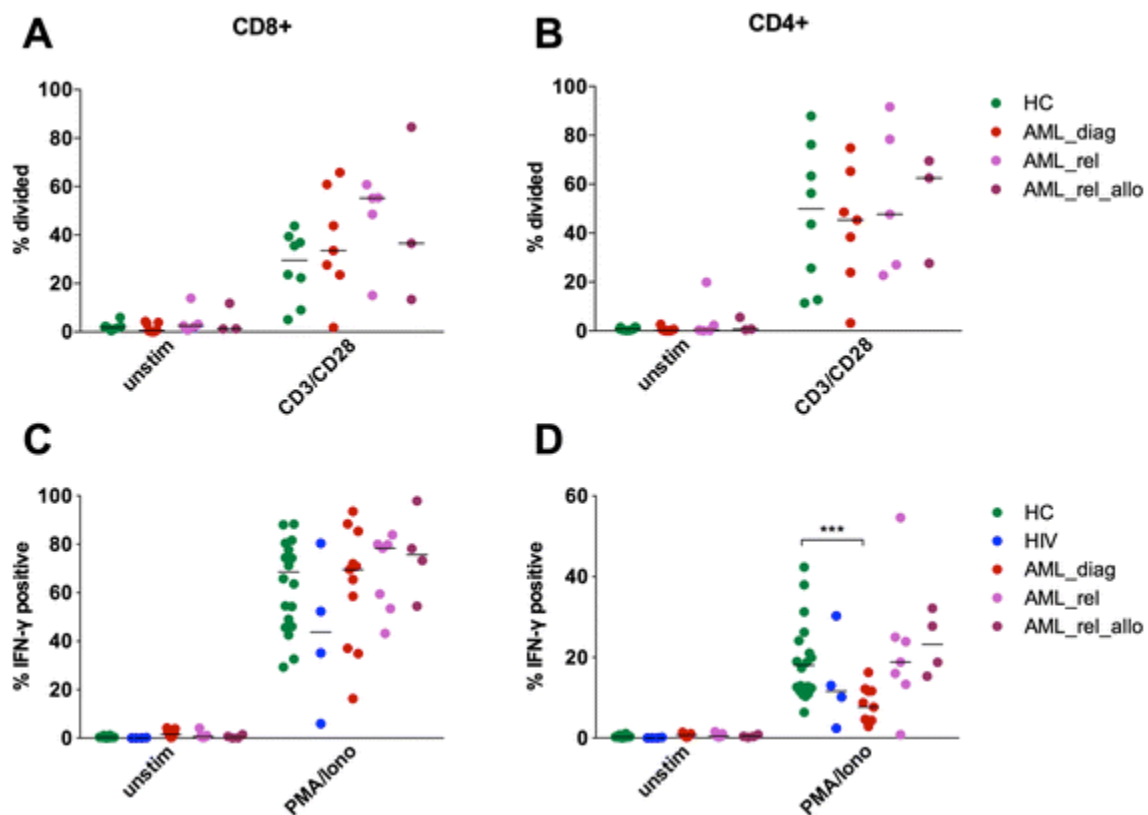 A
CD8+
B
CD4+
100
80
60
40
20
0
% divided
unstim
CD3/CD28
100
80
60
40
20
0
% divided
unstim
CD3/CD28
HC
AML_diag
AML_rel
AML_rel_allo
C
D
100
80
60
40
20
0
% IFN-γ positive
unstim
PMA/Iono
60
40
20
0
% IFN-γ positive
***
unstim
PMA/Iono
HC
HIV
AML_diag
AML_rel
AML_rel_allo